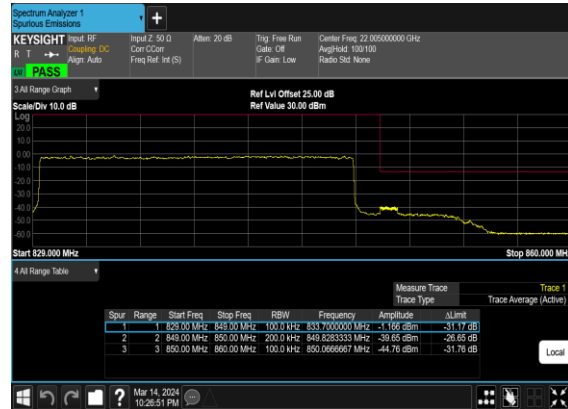 Spectrum Analyzer 1
Spurious Emissions
+
KEYSIGHT Input: RF Input Z: 50 Ω Atten: 20 dB Trig: Free Run Center Freq: 22.005000000 GHz
R T Coupling: DC Corr CCorr Gate: Off Avg|Hold: 100/100
Align: Auto Freq Ref: Int (S) IF Gain: Low Radio Std: None
LW PASS
3 All Range Graph
Ref Lvl Offset 25.00 dB
Scale/Div 10.0 dB Ref Value 30.00 dBm
Log
20.0
10.0
0.00
-10.0
-20.0
-30.0
-40.0
-50.0
-60.0
Start 829.000 MHz Stop 860.000 MH
4 All Range Table
Measure Trace Trace 1
Trace Type Trace Average (Active)
Spur Range Start Freq Stop Freq RBW Frequency Amplitude ΔLimit
1 1 829.00 MHz 849.00 MHz 100.0 kHz 833.7000000 MHz -1.166 dBm -31.17 dB
2 2 849.00 MHz 850.00 MHz 200.0 kHz 849.8283333 MHz -39.65 dBm -26.65 dB
3 3 850.00 MHz 860.00 MHz 100.0 kHz 850.0666667 MHz -44.76 dBm -31.76 dB
Local
? Mar 14, 2024
10:26:51 PM